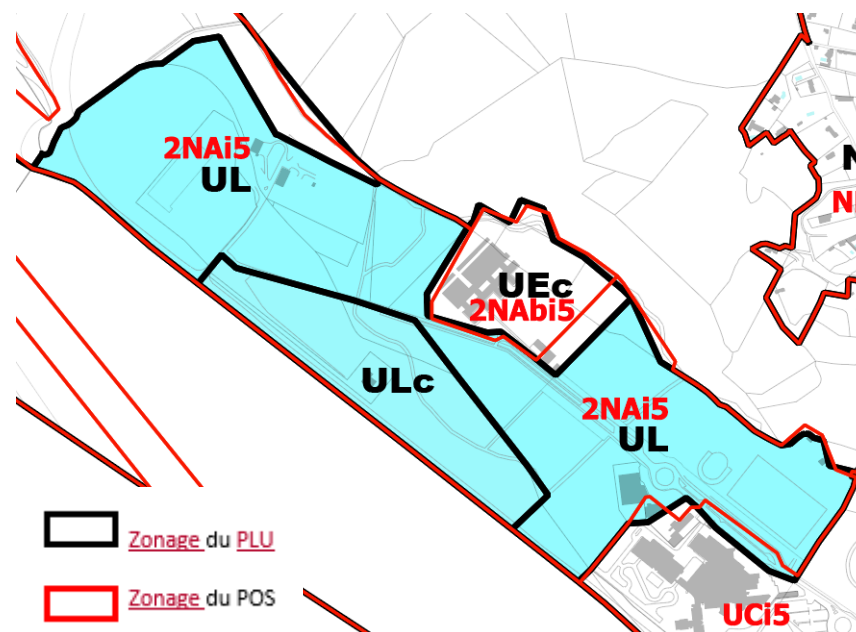 2NAi5
UL
N
N
UEc
2NAbi5
ULc
2NAi5
UL
Zonage du PLU
Zonage du POS
UCi5